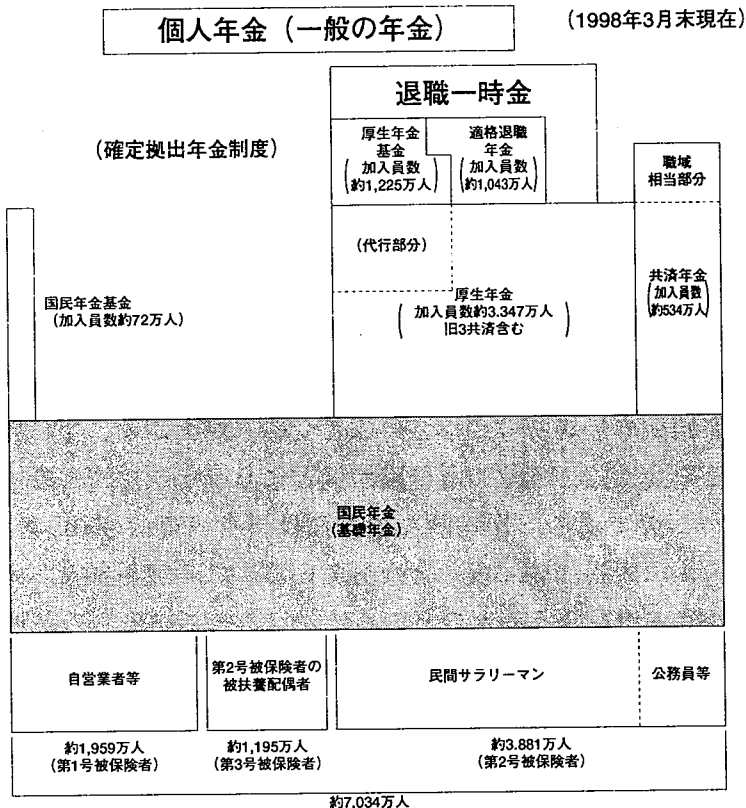 個人年金（一般の年金）
（1998年3月末現在）
退職一時金
（確定拠出年金制度）
厚生年金
基金
（加入員数
約1,225万人）
適格退職
年金
（加入員数
約1,043万人）
職域
相当部分
（代行部分）
国民年金基金
（加入員数約72万人）
厚生年金
（加入員数約3.347万人
旧3共済含む）
共済年金
（加入員数
約534万人）
国民年金
（基礎年金）
自営業者等
第2号被保険者の
被扶養配偶者
民間サラリーマン
公務員等
約1,959万人
（第1号被保険者）
約1,195万人
（第3号被保険者）
約3.881万人
（第2号被保険者）
約7,034万人